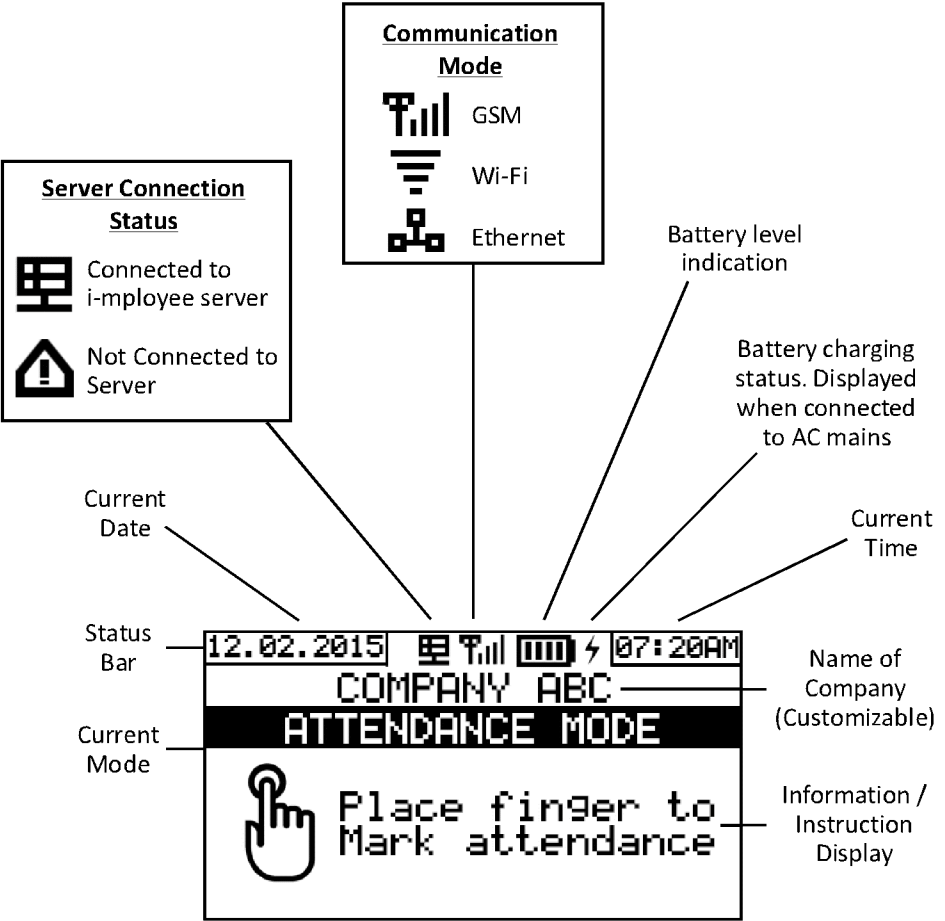 Communication
Mode
GSM
Wi-Fi
Ethernet
Server Connection
Status
Connected to
i-mployee server
Not Connected to
Server
Battery level
indication
Battery charging
status. Displayed
when connected
to AC mains
Current
Date
Current
Time
Status
Bar
12.02.2015
07:20AM
COMPANY ABC
Name of
Company
(Customizable)
ATTENDANCE MODE
Current
Mode
Place finger to
Mark attendance
Information /
Instruction
Display